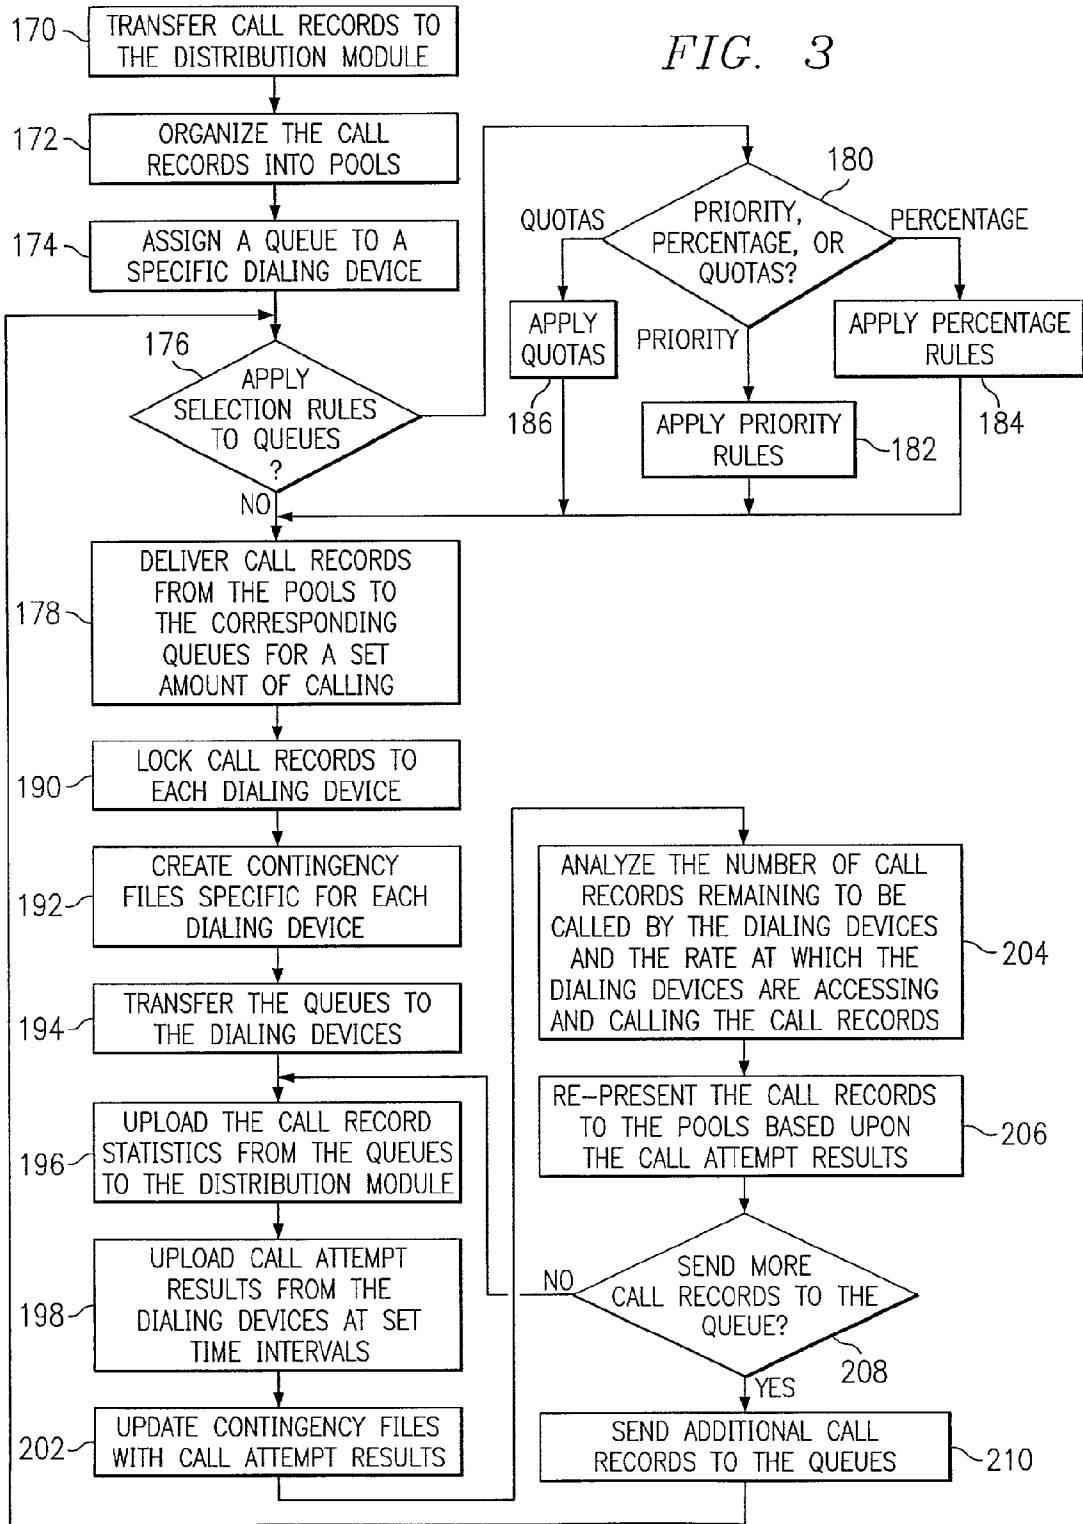 FIG. 3
170
TRANSFER CALL RECORDS TO
THE DISTRIBUTION MODULE
172
ORGANIZE THE CALL
RECORDS INTO POOLS
174
ASSIGN A QUEUE TO A
SPECIFIC DIALING DEVICE
176
APPLY
SELECTION RULES
TO QUEUES
?
NO
180
PRIORITY,
PERCENTAGE, OR
QUOTAS?
QUOTAS
PERCENTAGE
PRIORITY
APPLY
QUOTAS
186
APPLY PRIORITY
RULES
182
APPLY PERCENTAGE
RULES
184
178
DELIVER CALL RECORDS
FROM THE POOLS TO
THE CORRESPONDING
QUEUES FOR A SET
AMOUNT OF CALLING
190
LOCK CALL RECORDS TO
EACH DIALING DEVICE
192
CREATE CONTINGENCY
FILES SPECIFIC FOR EACH
DIALING DEVICE
194
TRANSFER THE QUEUES TO
THE DIALING DEVICES
196
UPLOAD THE CALL RECORD
STATISTICS FROM THE QUEUES
TO THE DISTRIBUTION MODULE
198
UPLOAD CALL ATTEMPT
RESULTS FROM THE
DIALING DEVICES AT SET
TIME INTERVALS
202
UPDATE CONTINGENCY FILES
WITH CALL ATTEMPT RESULTS
ANALYZE THE NUMBER OF CALL
RECORDS REMAINING TO BE
CALLED BY THE DIALING DEVICES
AND THE RATE AT WHICH THE
DIALING DEVICES ARE ACCESSING
AND CALLING THE CALL RECORDS
204
RE-PRESENT THE CALL RECORDS
TO THE POOLS BASED UPON
THE CALL ATTEMPT RESULTS
206
NO
SEND MORE
CALL RECORDS TO THE
QUEUE?
208
YES
SEND ADDITIONAL CALL
RECORDS TO THE QUEUES
210